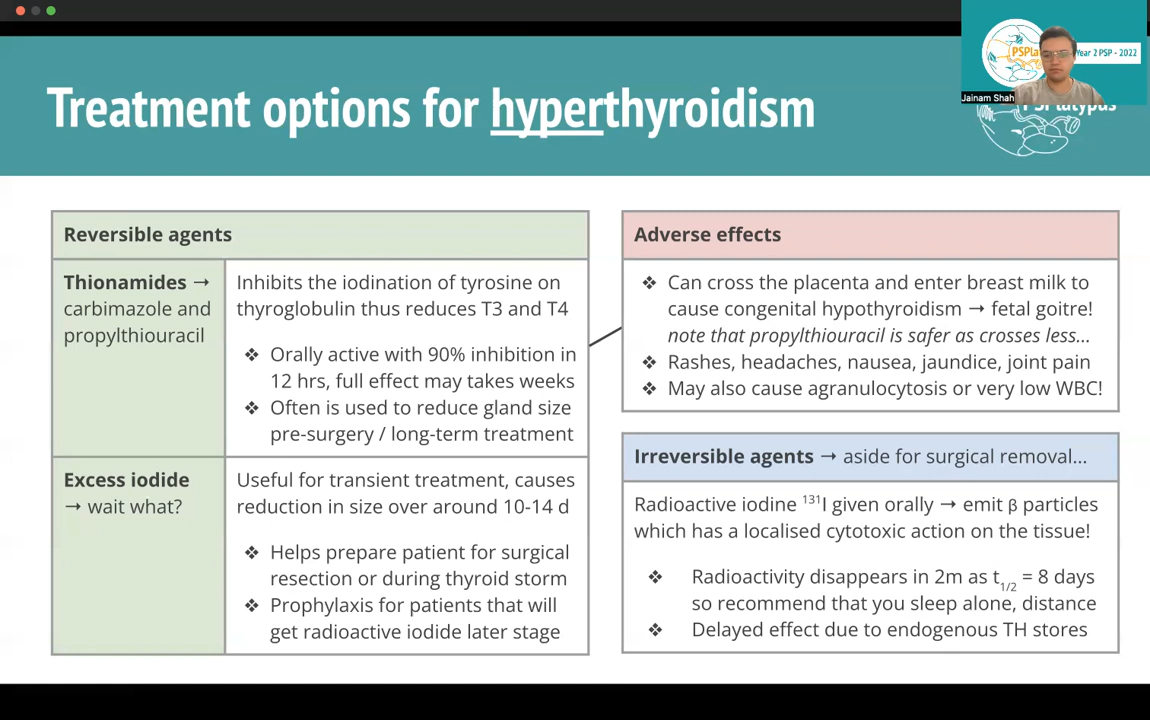 PSPla
Year 2 PSP - 2022
Jainam Shah
PSPlatypus
Treatment options for hyperthyroidism
Reversible agents
Thionamides → carbimazole and propylthiouracil
Inhibits the iodination of tyrosine on
thyroglobulin thus reduces T3 and T4
❖ Orally active with 90% inhibition in
12 hrs, full effect may takes weeks
❖ Often is used to reduce gland size
pre-surgery / long-term treatment
Excess iodide
→ wait what?
Useful for transient treatment, causes
reduction in size over around 10-14 d
❖ Helps prepare patient for surgical
resection or during thyroid storm
❖ Prophylaxis for patients that will
get radioactive iodide later stage
Adverse effects
❖ Can cross the placenta and enter breast milk to
cause congenital hypothyroidism → fetal goitre!
note that propylthiouracil is safer as crosses less...
❖ Rashes, headaches, nausea, jaundice, joint pain
❖ May also cause agranulocytosis or very low WBC!
Irreversible agents → aside for surgical removal...
Radioactive iodine ¹³¹I given orally → emit β particles
which has a localised cytotoxic action on the tissue!
❖ Radioactivity disappears in 2m as t1/2 = 8 days
so recommend that you sleep alone, distance
❖ Delayed effect due to endogenous TH stores